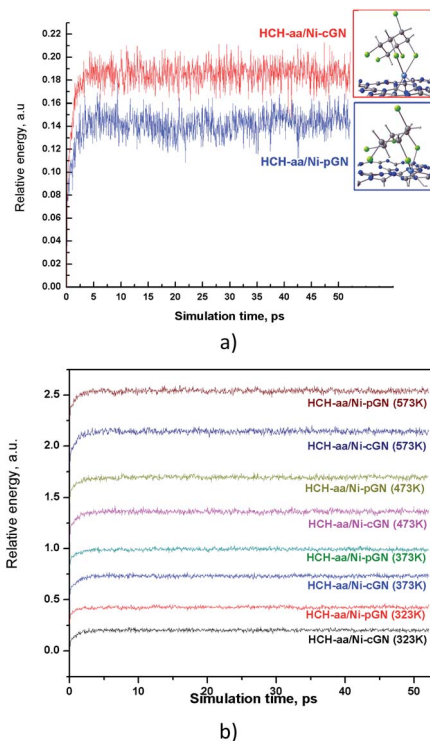 HCH-aa/Ni-cGN
HCH-aa/Ni-pGN
Relative energy, a.u
0.22
0.20
0.18
0.16
0.14
0.12
0.10
0.08
0.06
0.04
0.02
0.00
0 5 10 15 20 25 30 35 40 45 50
Simulation time, ps
a)
Relative energy, a.u.
2.5
2.0
1.5
1.0
0.5
0.0
HCH-aa/Ni-pGN (573K)
HCH-aa/Ni-cGN (573K)
HCH-aa/Ni-pGN (473K)
HCH-aa/Ni-cGN (473K)
HCH-aa/Ni-pGN (373K)
HCH-aa/Ni-cGN (373K)
HCH-aa/Ni-pGN (323K)
HCH-aa/Ni-cGN (323K)
0 10 20 30 40 50
Simulation time, ps
b)